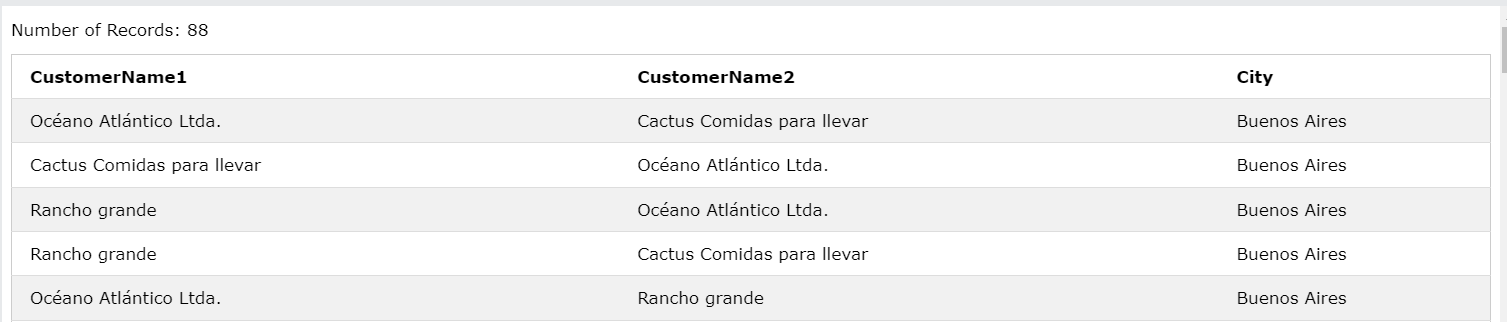 Number of Records: 88
CustomerName1 CustomerName2 City
Océano Atlántico Ltda. Cactus Comidas para llevar Buenos Aires
Cactus Comidas para llevar Océano Atlántico Ltda. Buenos Aires
Rancho grande Océano Atlántico Ltda. Buenos Aires
Rancho grande Cactus Comidas para llevar Buenos Aires
Océano Atlántico Ltda. Rancho grande Buenos Aires